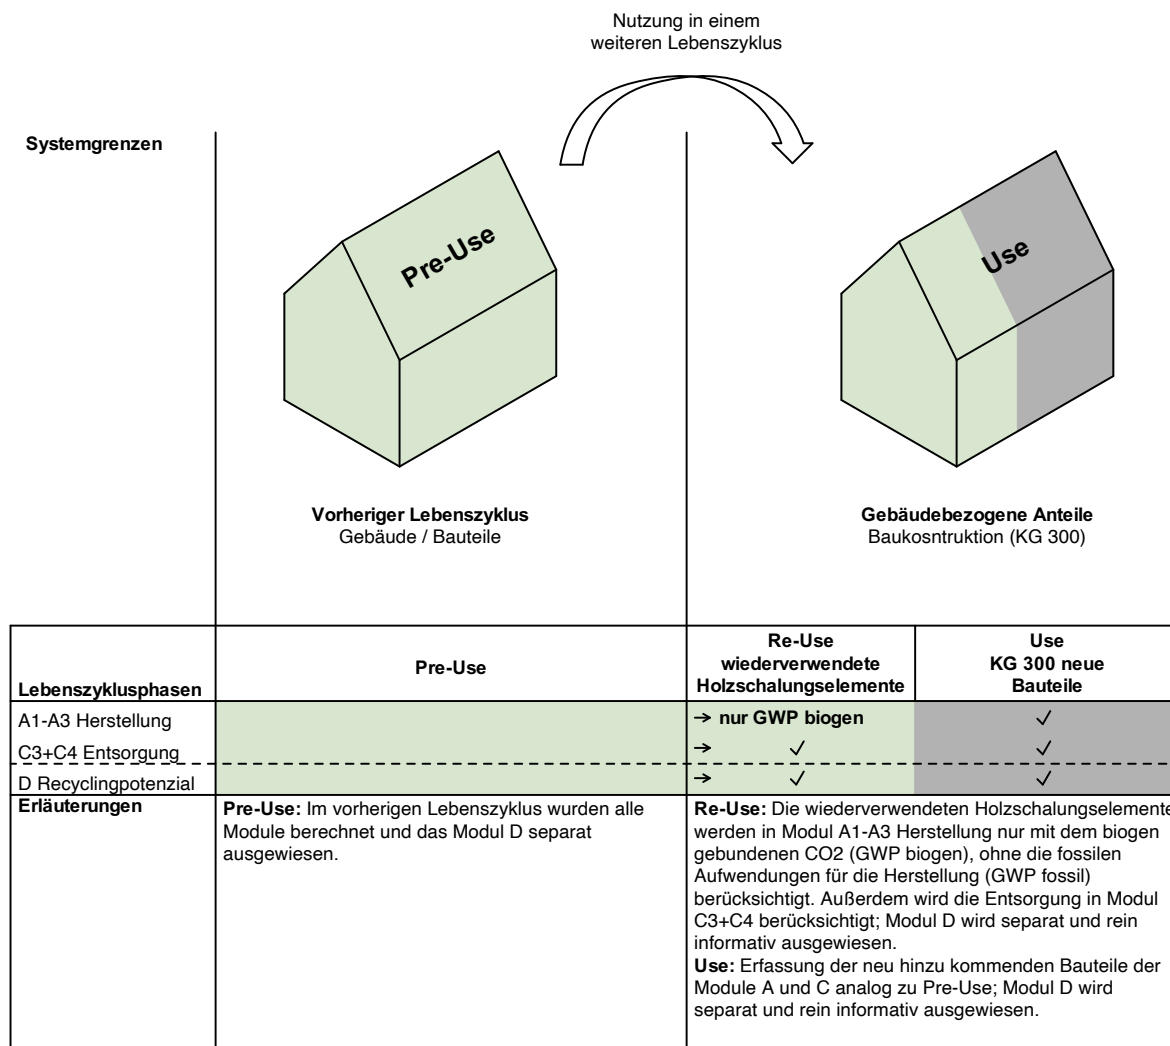 Nutzung in einem
weiteren Lebenszyklus
Systemgrenzen
Pre-Use
Use
Vorheriger Lebenszyklus
Gebäude / Bauteile
Gebäudebezogene Anteile
Baukosntruktion (KG 300)
Lebenszyklusphasen
Pre-Use
Re-Use
wiederverwendete
Holzschalungselemente
Use
KG 300 neue
Bauteile
A1-A3 Herstellung
→ nur GWP biogen
✓
C3+C4 Entsorgung
→ ✓
✓
D Recyclingpotenzial
→ ✓
✓
Erläuterungen
Pre-Use: Im vorherigen Lebenszyklus wurden alle
Module berechnet und das Modul D separat
ausgewiesen.
Re-Use: Die wiederverwendeten Holzschalungselemente
werden in Modul A1-A3 Herstellung nur mit dem biogen
gebundenen CO2 (GWP biogen), ohne die fossilen
Aufwendungen für die Herstellung (GWP fossil)
berücksichtigt. Außerdem wird die Entsorgung in Modul
C3+C4 berücksichtigt; Modul D wird separat und rein
informativ ausgewiesen.
Use: Erfassung der neu hinzu kommenden Bauteile der
Module A und C analog zu Pre-Use; Modul D wird
separat und rein informativ ausgewiesen.